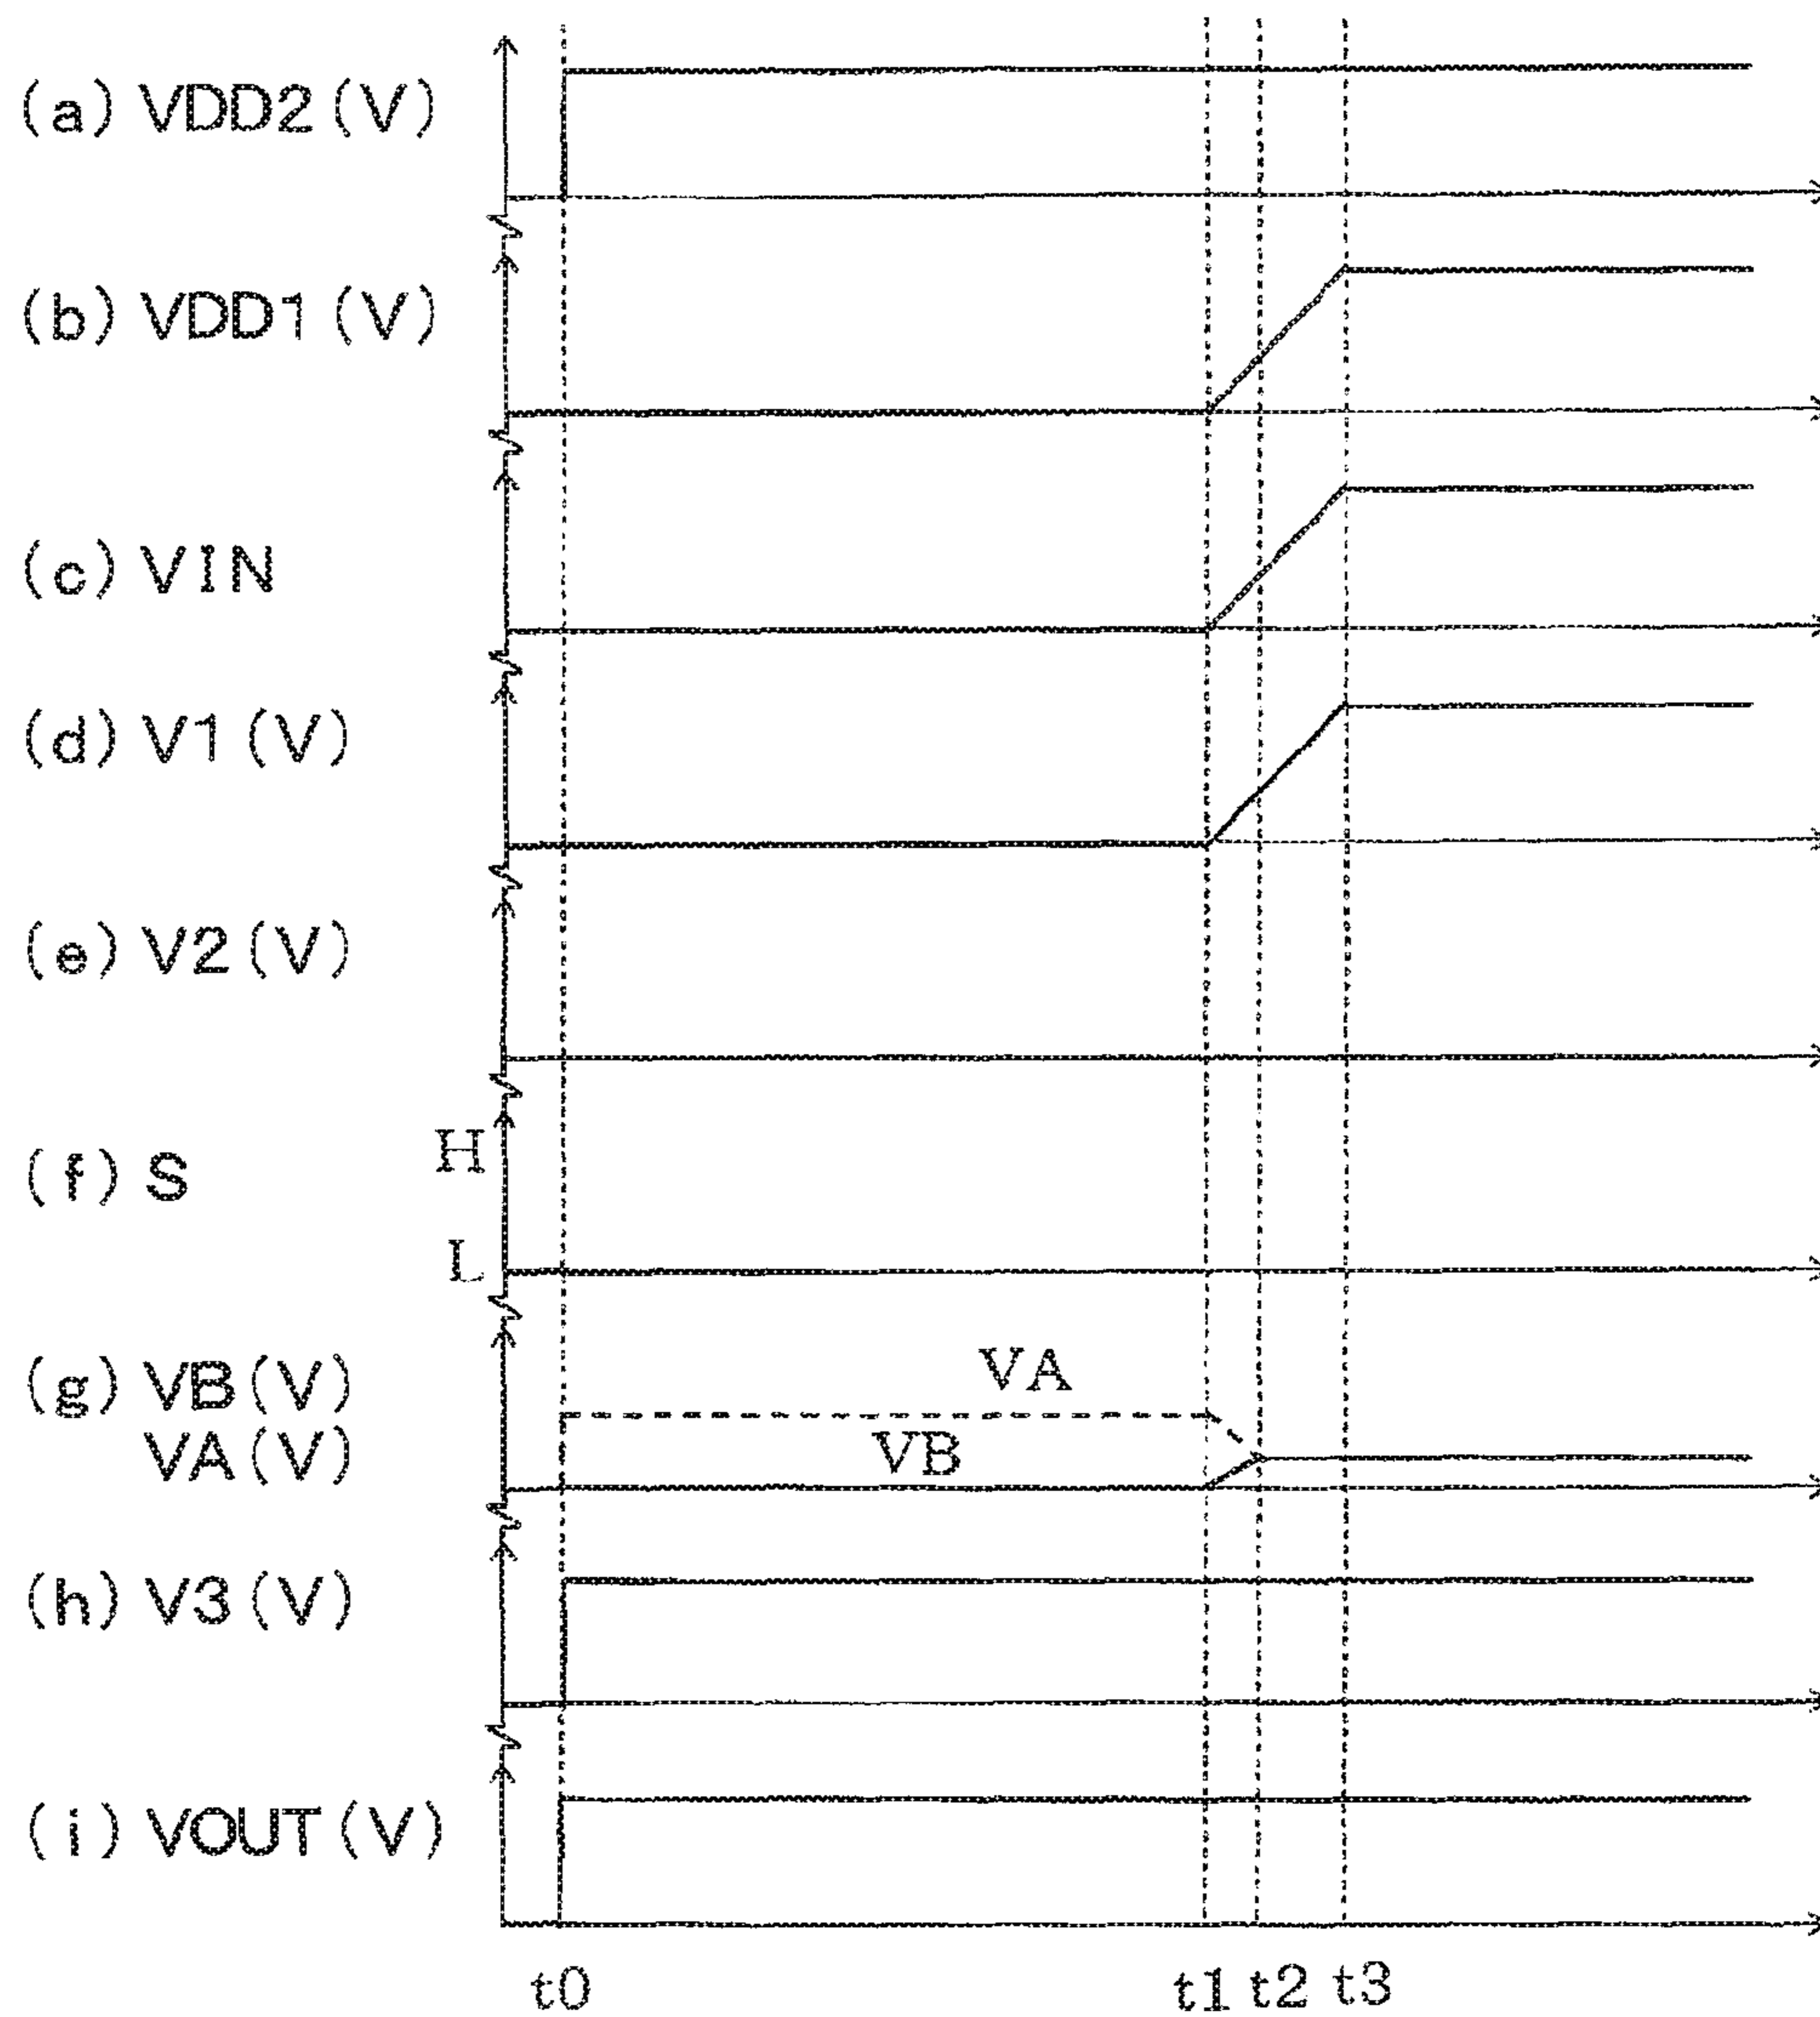 (a) VDD2 (V)
(b) VDD1 (V)
(c) VIN
(d) V1 (V)
(e) V2 (V)
H
(f) S
L
VA
(g) VB (V)
VB
VA (V)
(h) V3 (V)
(i) VOUT (V)
t0 t1 t2 t3